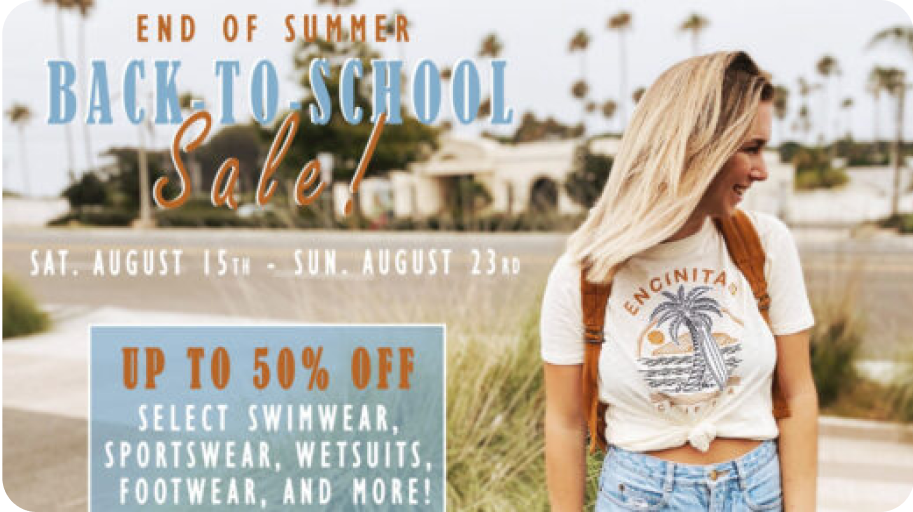 END OF SUMMER
BACK-TO-SCHOOL
Sale!
SAT. AUGUST 15TH - SUN. AUGUST 23RD
UP TO 50% OFF
SELECT SWIMWEAR,
SPORTSWEAR, WETSUITS,
FOOTWEAR, AND MORE!
ENCINITAS